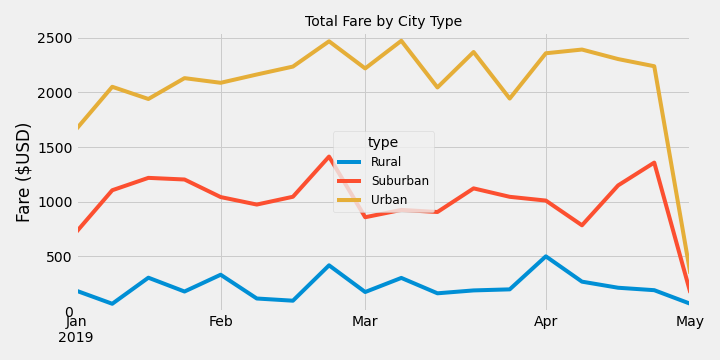 Total Fare by City Type
Fare ($USD)
2500
2000
1500
1000
500
0
type
Rural
Suburban
Urban
Jan
2019
Feb
Mar
Apr
May